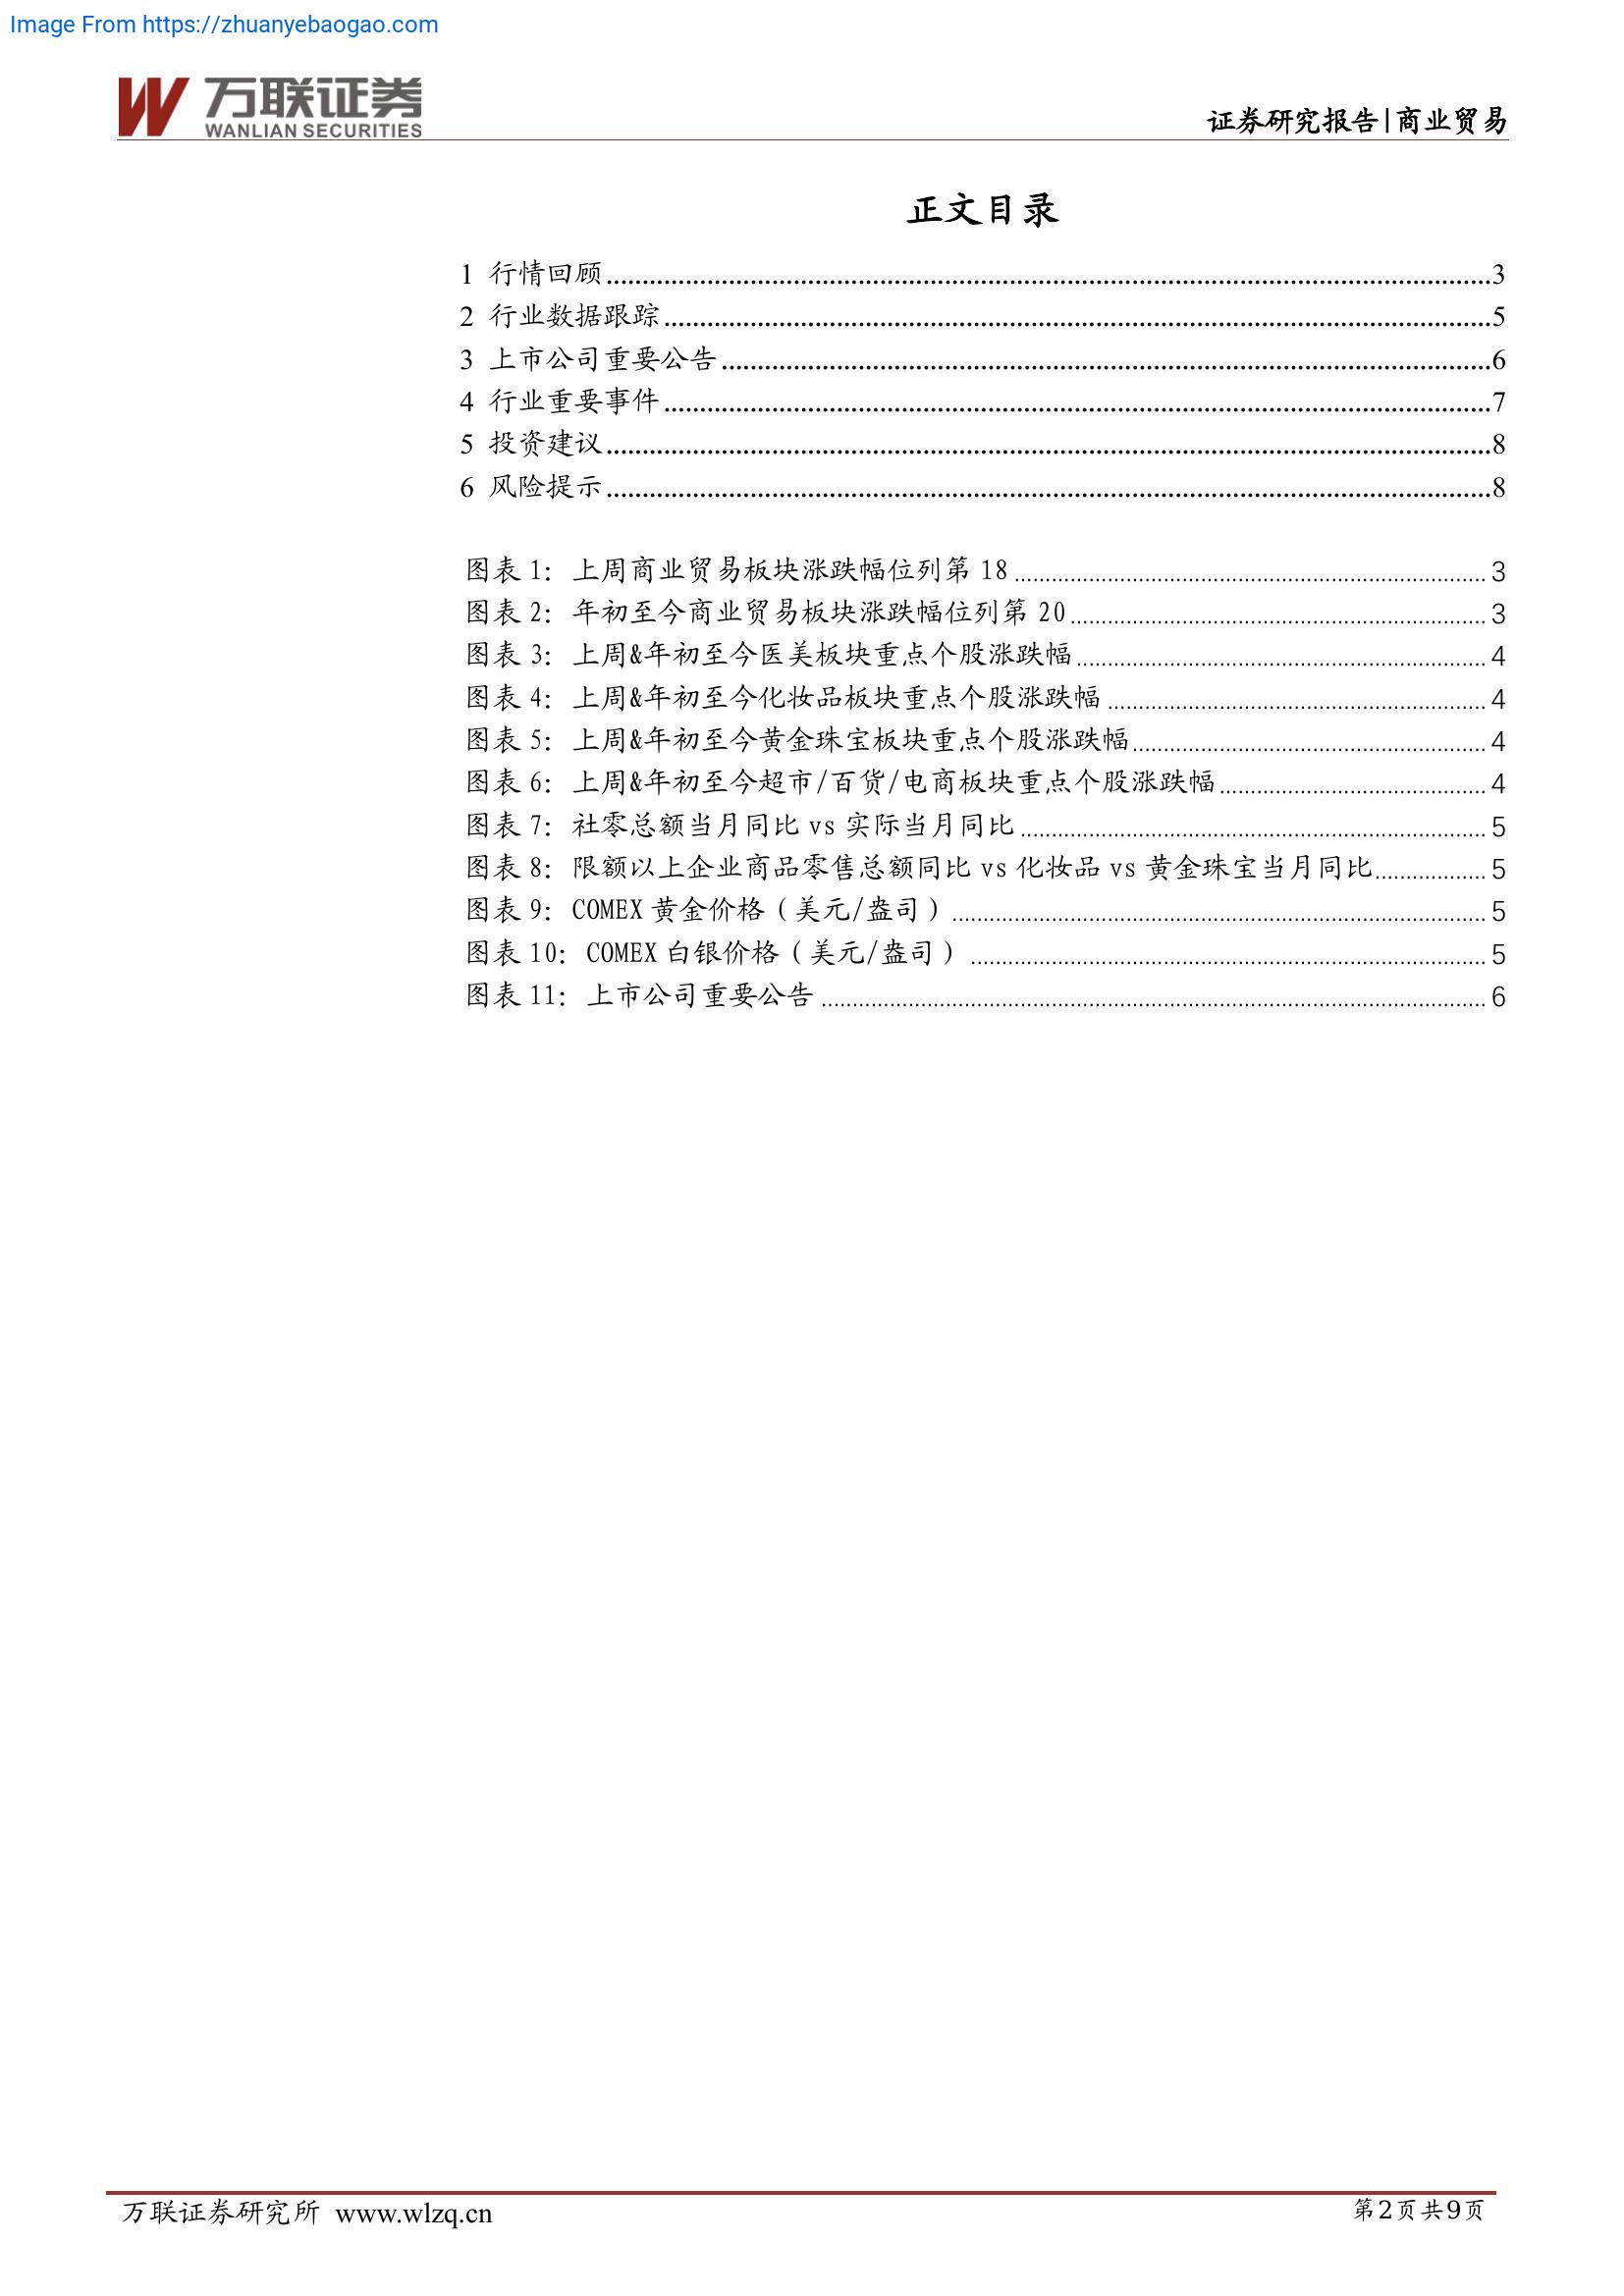 Image From https://zhuanyebaogao.com
万联证券
WANLIAN SECURITIES
证券研究报告|商业贸易
正文目录
1 行情回顾....................3
2 行业数据跟踪....................5
3 上市公司重要公告....................6
4 行业重要事件....................7
5 投资建议....................8
6 风险提示....................8
图表 1：上周商业贸易板块涨跌幅位列第 18.................... 3
图表 2：年初至今商业贸易板块涨跌幅位列第 20.................... 3
图表 3：上周&年初至今医美板块重点个股涨跌幅.................... 4
图表 4：上周&年初至今化妆品板块重点个股涨跌幅.................... 4
图表 5：上周&年初至今黄金珠宝板块重点个股涨跌幅.................... 4
图表 6：上周&年初至今超市/百货/电商板块重点个股涨跌幅.................... 4
图表 7：社零总额当月同比 vs 实际当月同比.................... 5
图表 8：限额以上企业商品零售总额同比 vs 化妆品 vs 黄金珠宝当月同比.................... 5
图表 9：COMEX 黄金价格（美元/盎司）.................... 5
图表 10：COMEX 白银价格（美元/盎司）.................... 5
图表 11：上市公司重要公告.................... 6
万联证券研究所 www.wlzq.cn
第2页共9页